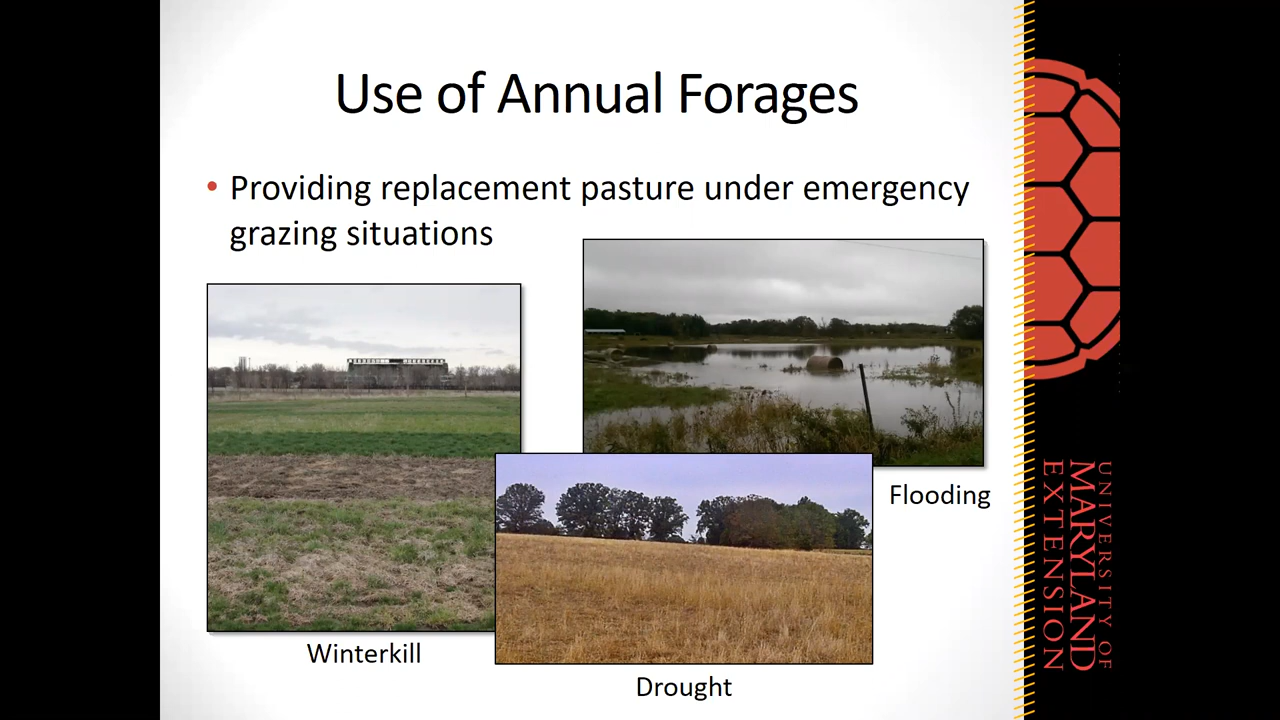 Use of Annual Forages
• Providing replacement pasture under emergency
grazing situations
Flooding
Winterkill
Drought
UNIVERSITY OF
MARYLAND
EXTENSION